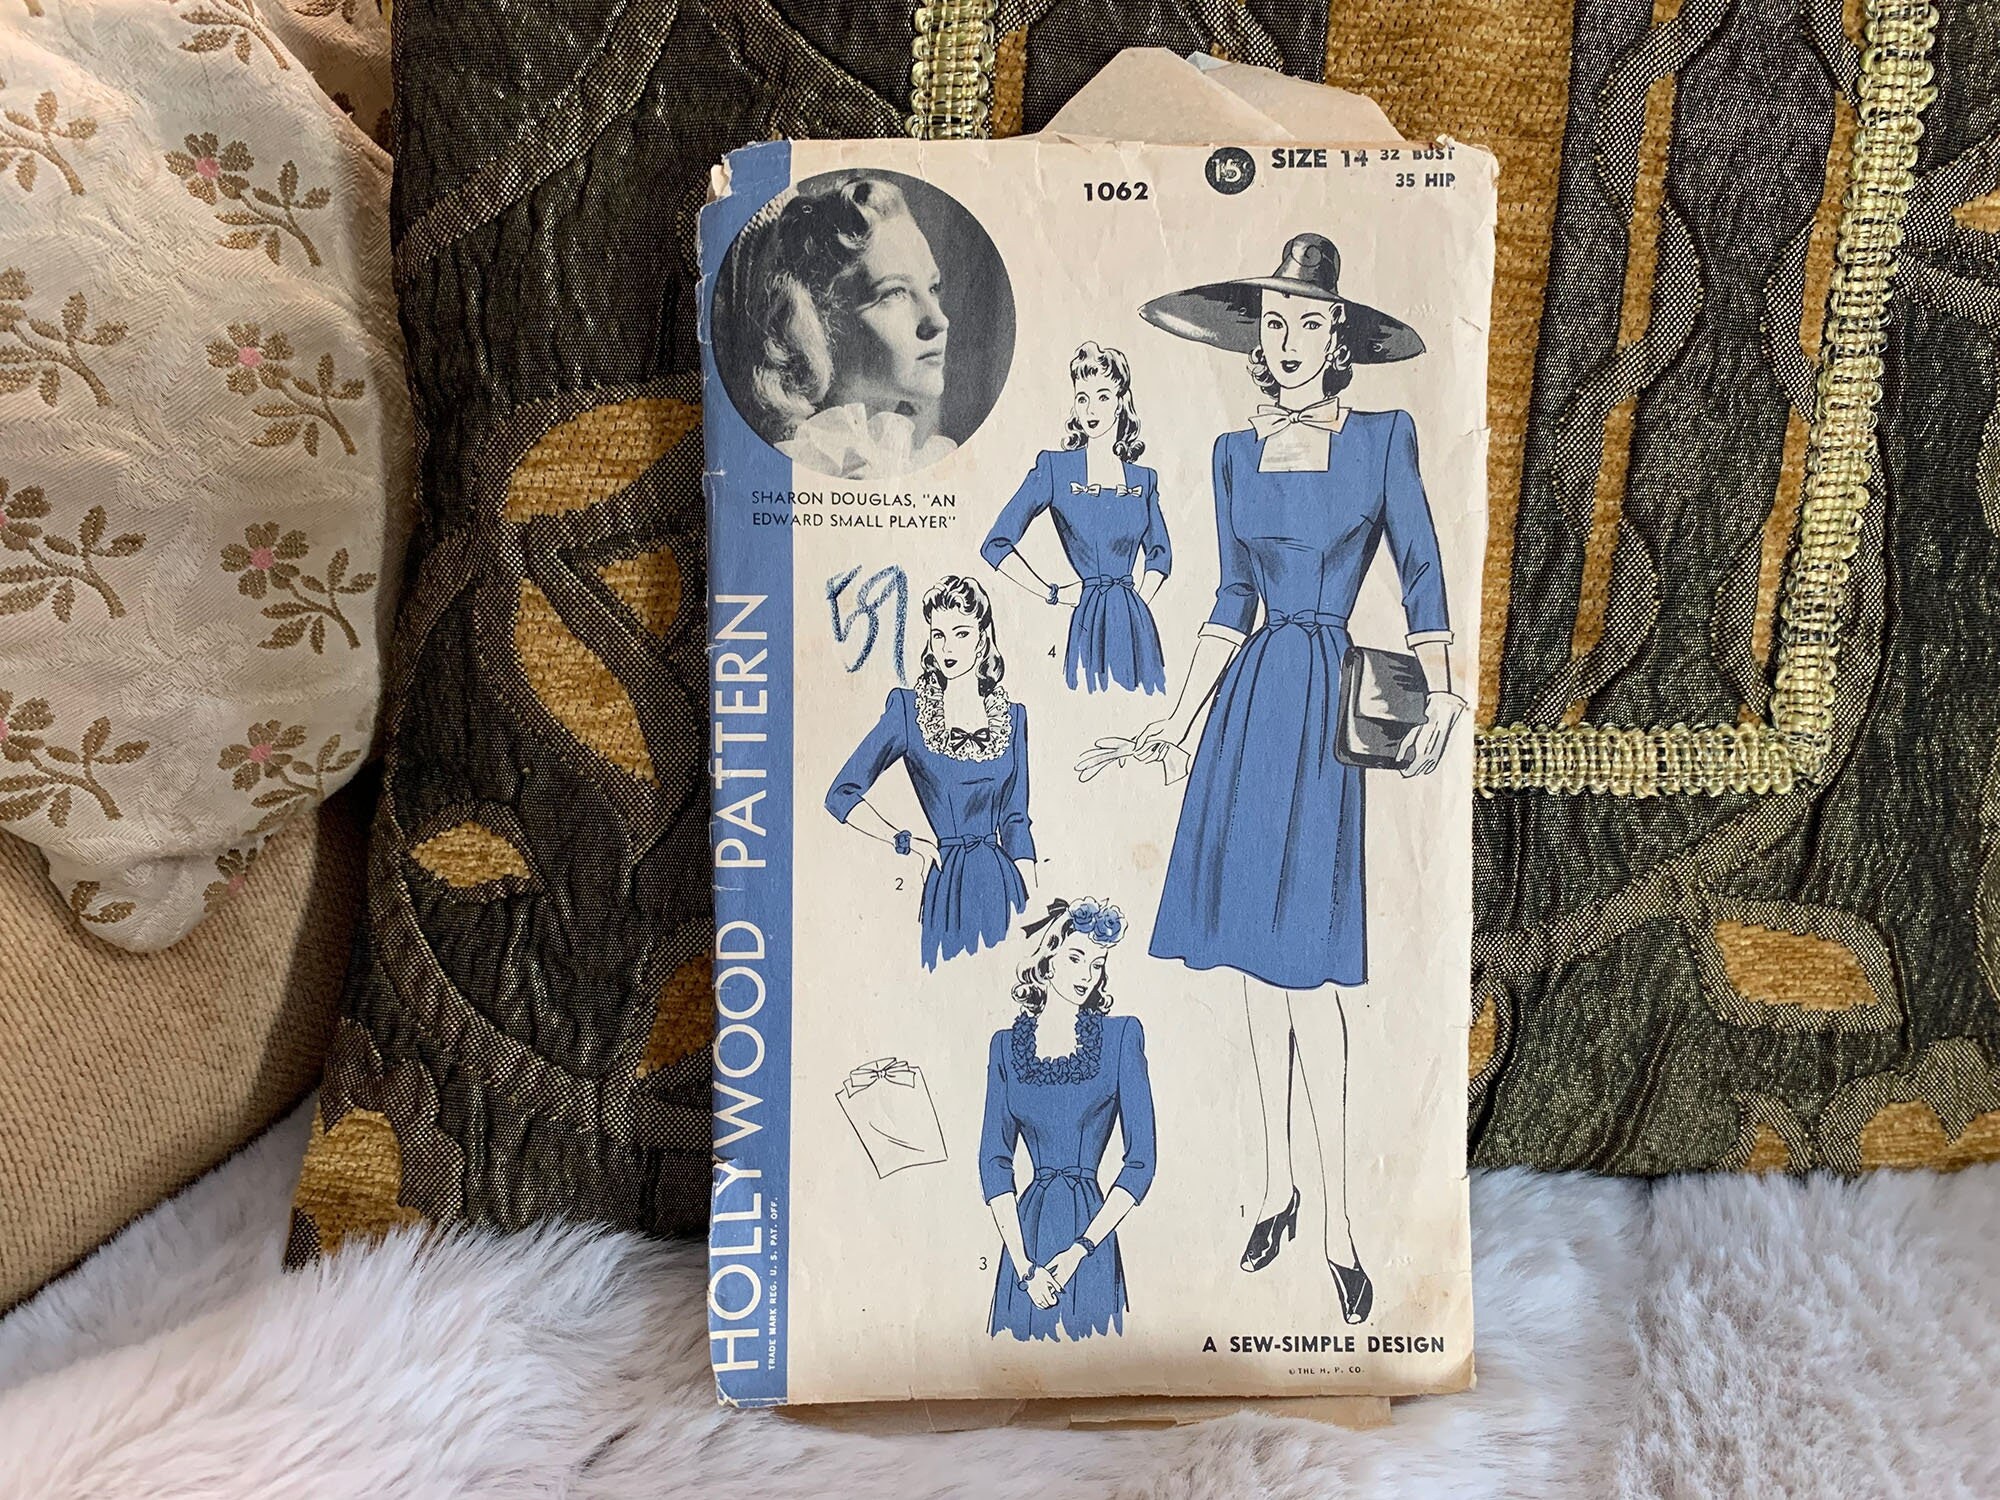 1062
15¢
SIZE 14 32 BUST
35 HIP
SHARON DOUGLAS, "AN
EDWARD SMALL PLAYER"
59
4
2
3
1
HOLLYWOOD PATTERN
TRADE MARK REG. U. S. PAT. OFF.
A SEW-SIMPLE DESIGN
© THE H. P. CO.